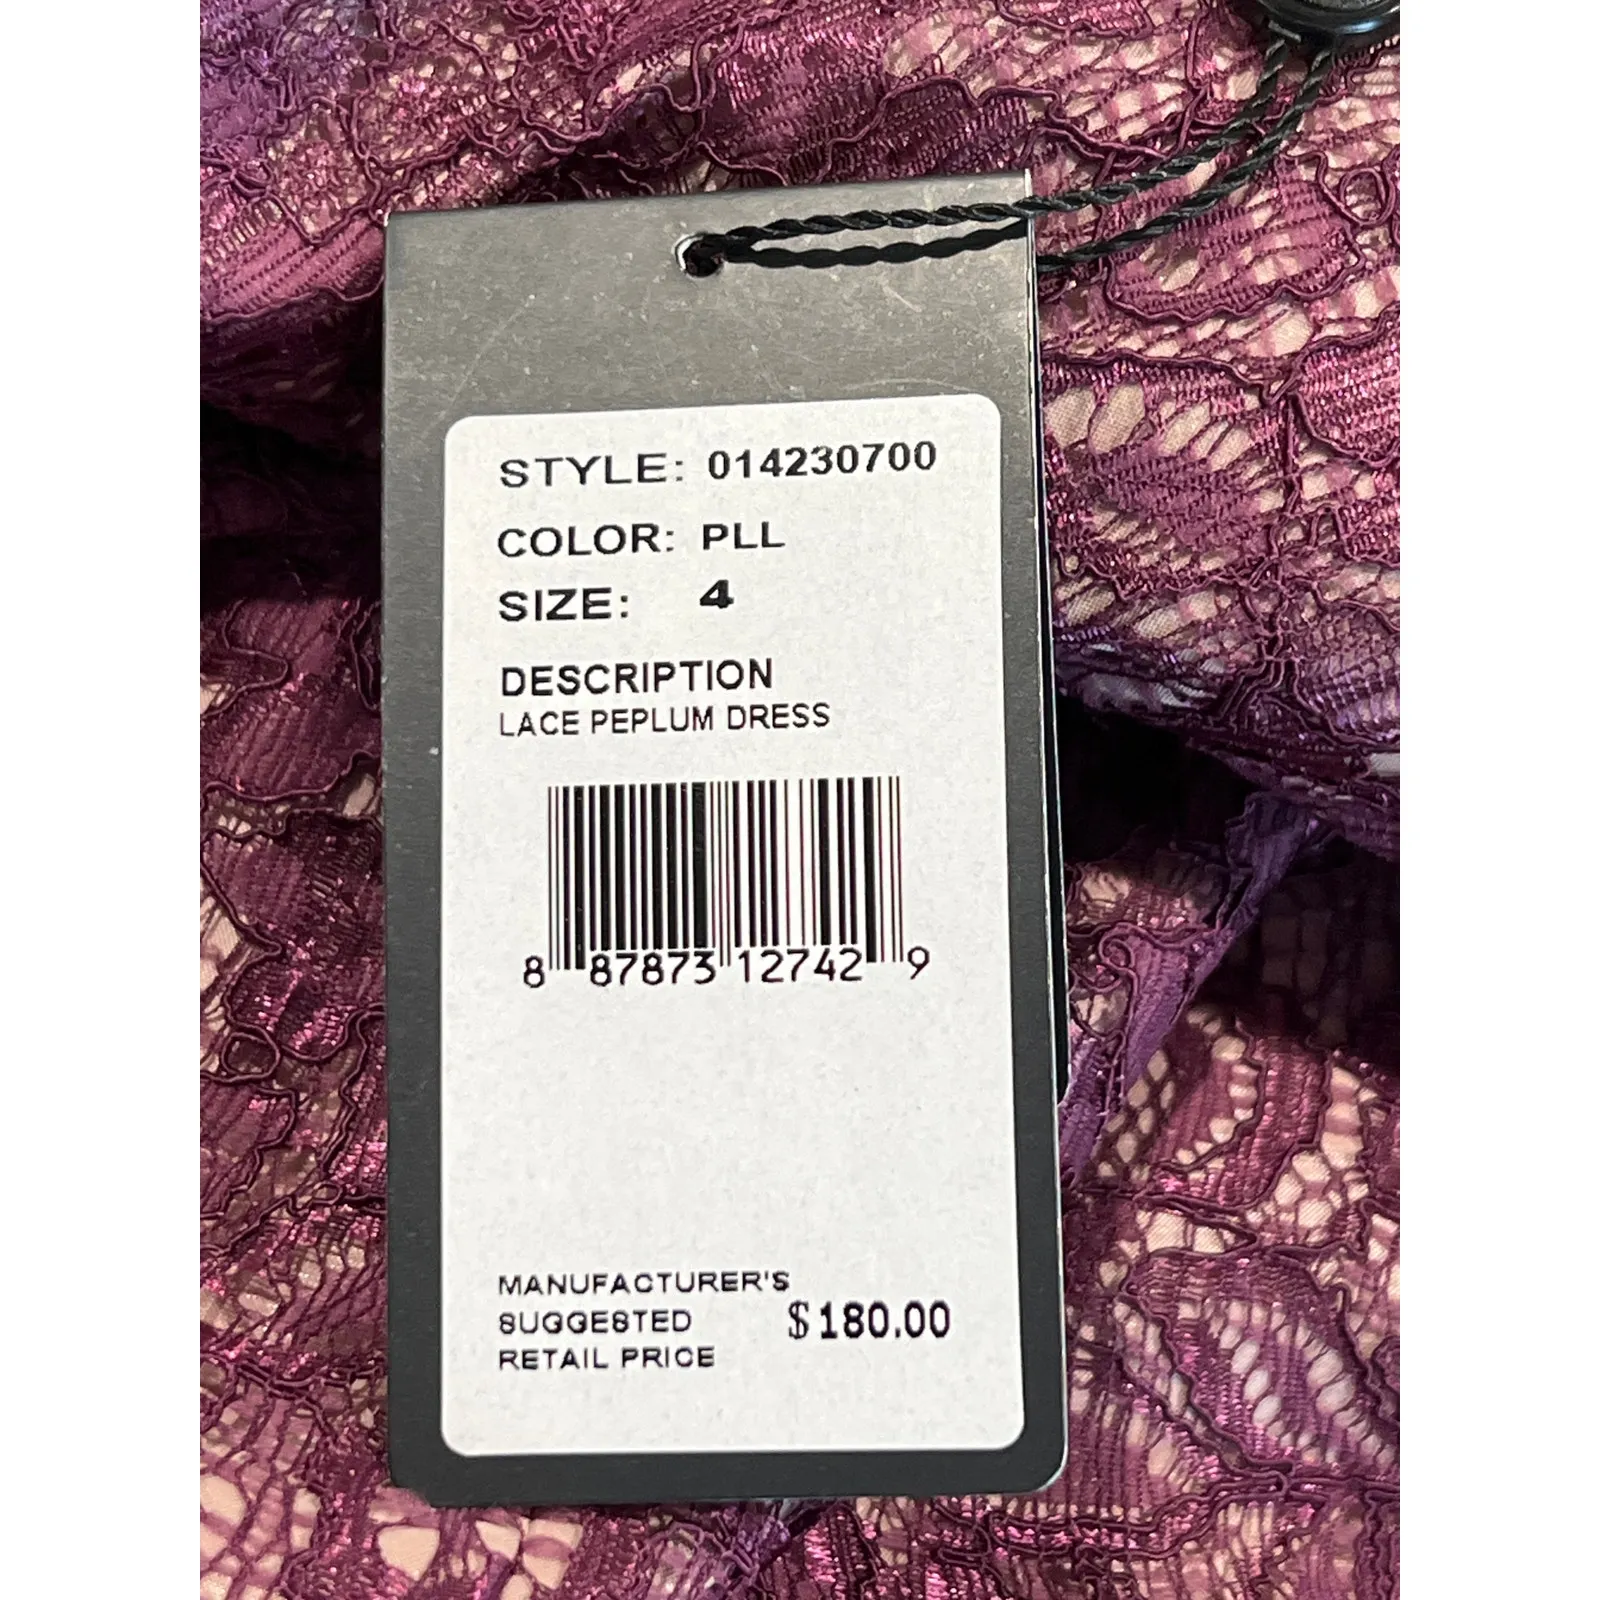 STYLE: 014230700
COLOR: PLL
SIZE: 4
DESCRIPTION
LACE PEPLUM DRESS
8 87873 12742 9
MANUFACTURER'S
SUGGESTED $180.00
RETAIL PRICE